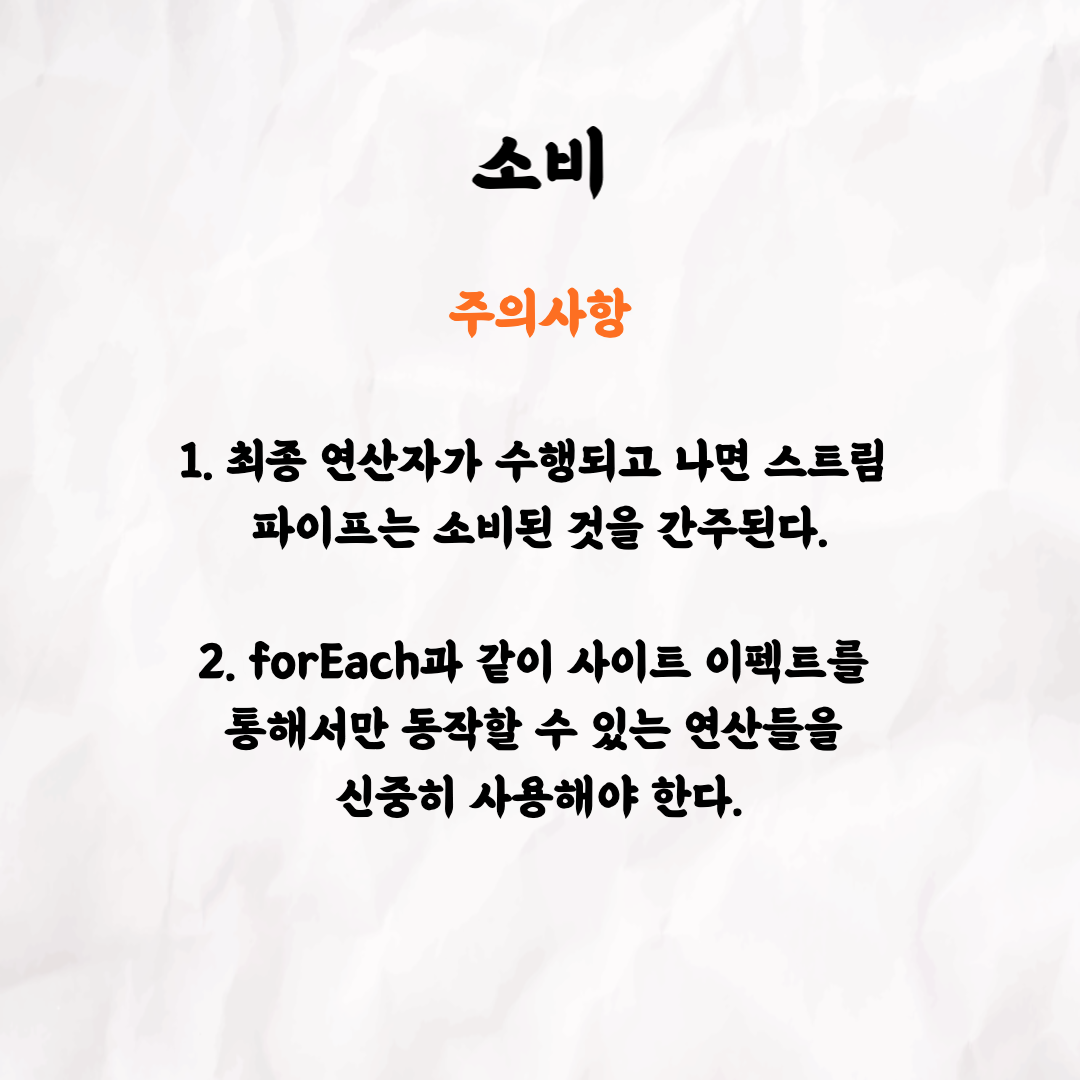 소비
주의사항
1. 최종 연산자가 수행되고 나면 스트림
파이프는 소비된 것을 간주된다.
2. forEach과 같이 사이트 이펙트를
통해서만 동작할 수 있는 연산들을
신중히 사용해야 한다.